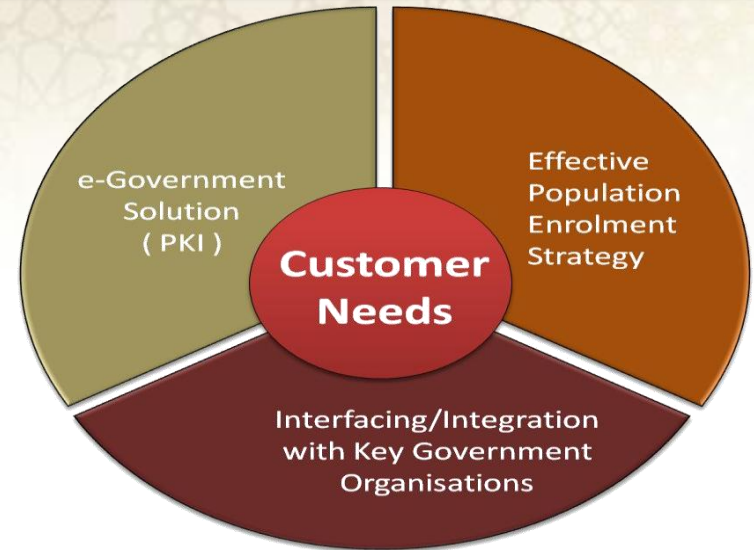 e-Government
Solution
( PKI )
Effective
Population
Enrolment
Strategy
Customer
Needs
Interfacing/Integration
with Key Government
Organisations